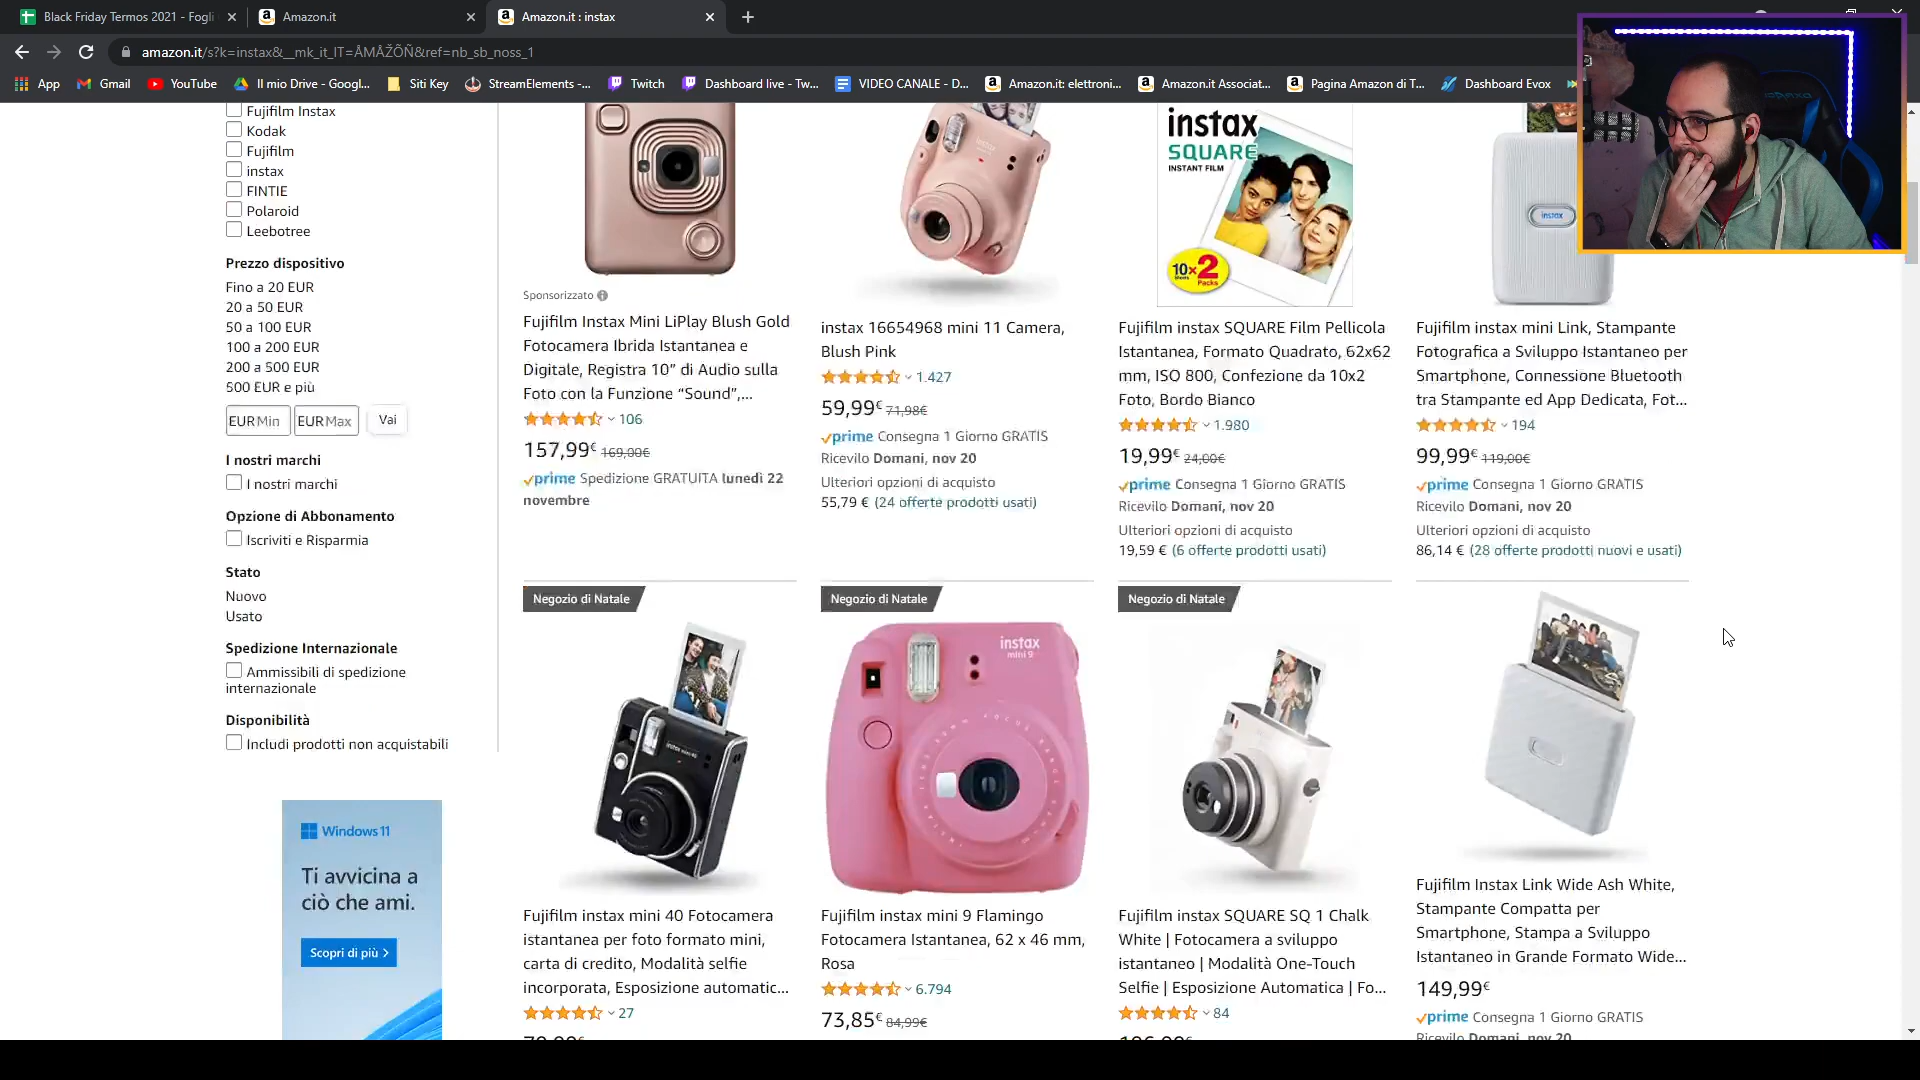 Black Friday Termos 2021 - Fogli
Amazon.it
Amazon.it : instax
amazon.it/s?k=instax&__mk_it_IT=ÅMÅŽÕÑ&ref=nb_sb_noss_1
App
Gmail
YouTube
Il mio Drive - Googl...
Siti Key
StreamElements -...
Twitch
Dashboard live - Tw...
VIDEO CANALE - D...
Amazon.it: elettroni...
Amazon.it Associat...
Pagina Amazon di T...
Dashboard Evox
Fujifilm Instax
Kodak
Fujifilm
instax
FINTIE
Polaroid
Leebotree
Prezzo dispositivo
Fino a 20 EUR
20 a 50 EUR
50 a 100 EUR
100 a 200 EUR
200 a 500 EUR
500 EUR e più
EUR Min
EUR Max
Vai
I nostri marchi
I nostri marchi
Opzione di Abbonamento
Iscriviti e Risparmia
Stato
Nuovo
Usato
Spedizione Internazionale
Ammissibili di spedizione
internazionale
Disponibilità
Includi prodotti non acquistabili
Windows 11
Ti avvicina a
ciò che ami.
Scopri di più >
Sponsorizzato
Fujifilm Instax Mini LiPlay Blush Gold
Fotocamera Ibrida Istantanea e
Digitale, Registra 10” di Audio sulla
Foto con la Funzione “Sound”,...
106
157,99€ 169,00€
prime Spedizione GRATUITA lunedì 22
novembre
instax 16654968 mini 11 Camera,
Blush Pink
1.427
59,99€ 71,98€
prime Consegna 1 Giorno GRATIS
Ricevilo Domani, nov 20
Ulteriori opzioni di acquisto
55,79 € (24 offerte prodotti usati)
instax
SQUARE
INSTANT FILM
10x2
Packs
Fujifilm instax SQUARE Film Pellicola
Istantanea, Formato Quadrato, 62x62
mm, ISO 800, Confezione da 10x2
Foto, Bordo Bianco
1.980
19,99€ 24,00€
prime Consegna 1 Giorno GRATIS
Ricevilo Domani, nov 20
Ulteriori opzioni di acquisto
19,59 € (6 offerte prodotti usati)
instax
Fujifilm instax mini Link, Stampante
Fotografica a Sviluppo Istantaneo per
Smartphone, Connessione Bluetooth
tra Stampante ed App Dedicata, Fot...
194
99,99€ 119,00€
prime Consegna 1 Giorno GRATIS
Ricevilo Domani, nov 20
Ulteriori opzioni di acquisto
86,14 € (28 offerte prodotti nuovi e usati)
Negozio di Natale
Fujifilm instax mini 40 Fotocamera
istantanea per foto formato mini,
carta di credito, Modalità selfie
incorporata, Esposizione automatic...
27
Negozio di Natale
instax
mini 9
Fujifilm instax mini 9 Flamingo
Fotocamera Istantanea, 62 x 46 mm,
Rosa
6.794
73,85€ 84,99€
Negozio di Natale
Fujifilm instax SQUARE SQ 1 Chalk
White | Fotocamera a sviluppo
istantaneo | Modalità One-Touch
Selfie | Esposizione Automatica | Fo...
84
Fujifilm Instax Link Wide Ash White,
Stampante Compatta per
Smartphone, Stampa a Sviluppo
Istantaneo in Grande Formato Wide...
149,99€
prime Consegna 1 Giorno GRATIS
Ricevilo Domani, nov 20